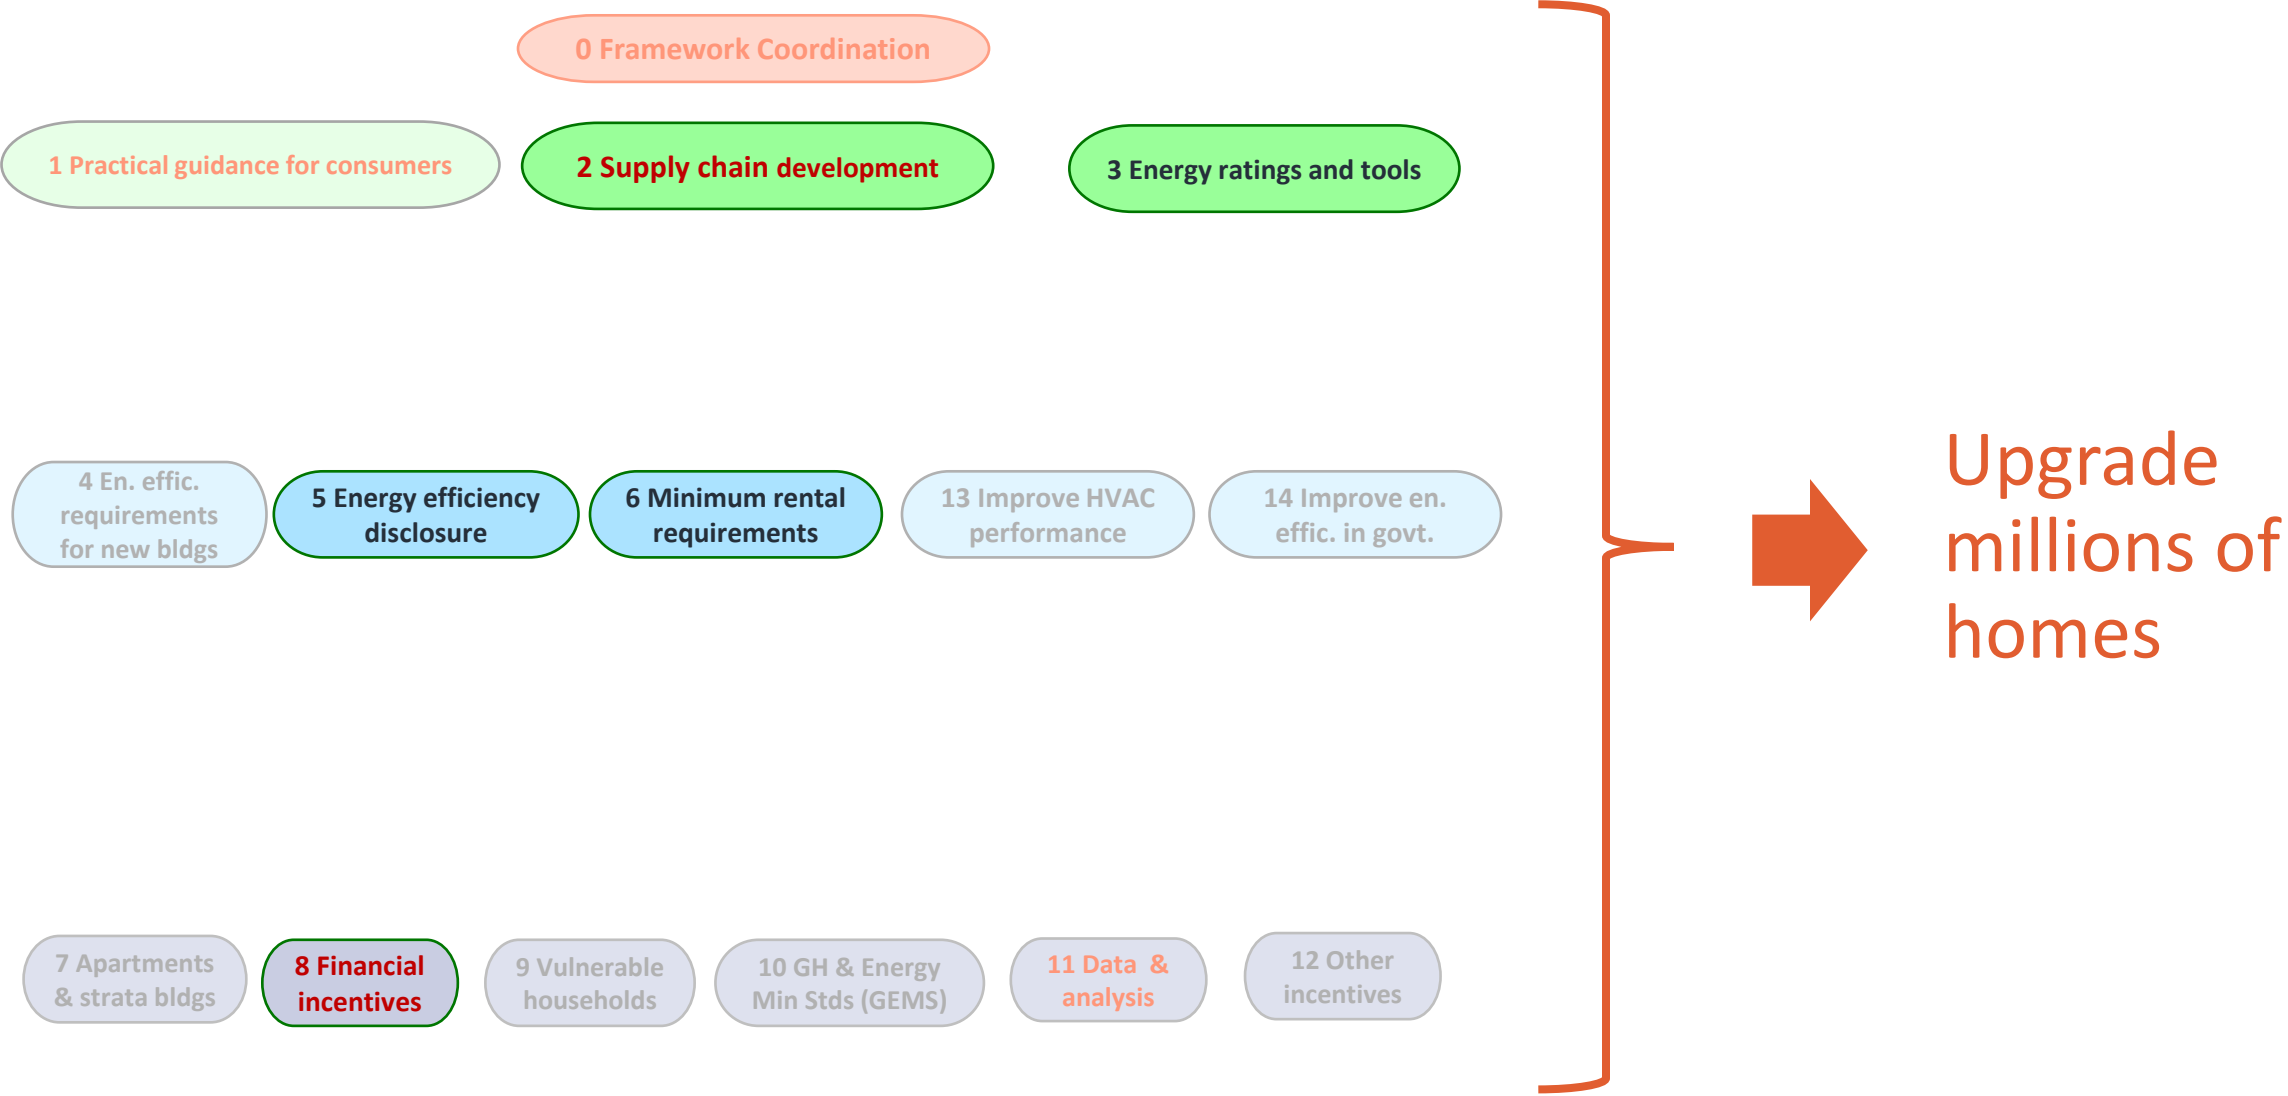 0 Framework Coordination
1 Practical guidance for consumers
2 Supply chain development
3 Energy ratings and tools
4 En. effic.
requirements
for new bldgs
5 Energy efficiency
disclosure
6 Minimum rental
requirements
13 Improve HVAC
performance
14 Improve en.
effic. in govt.
7 Apartments
& strata bldgs
8 Financial
incentives
9 Vulnerable
households
10 GH & Energy
Min Stds (GEMS)
11 Data &
analysis
12 Other
incentives
Upgrade
millions of
homes